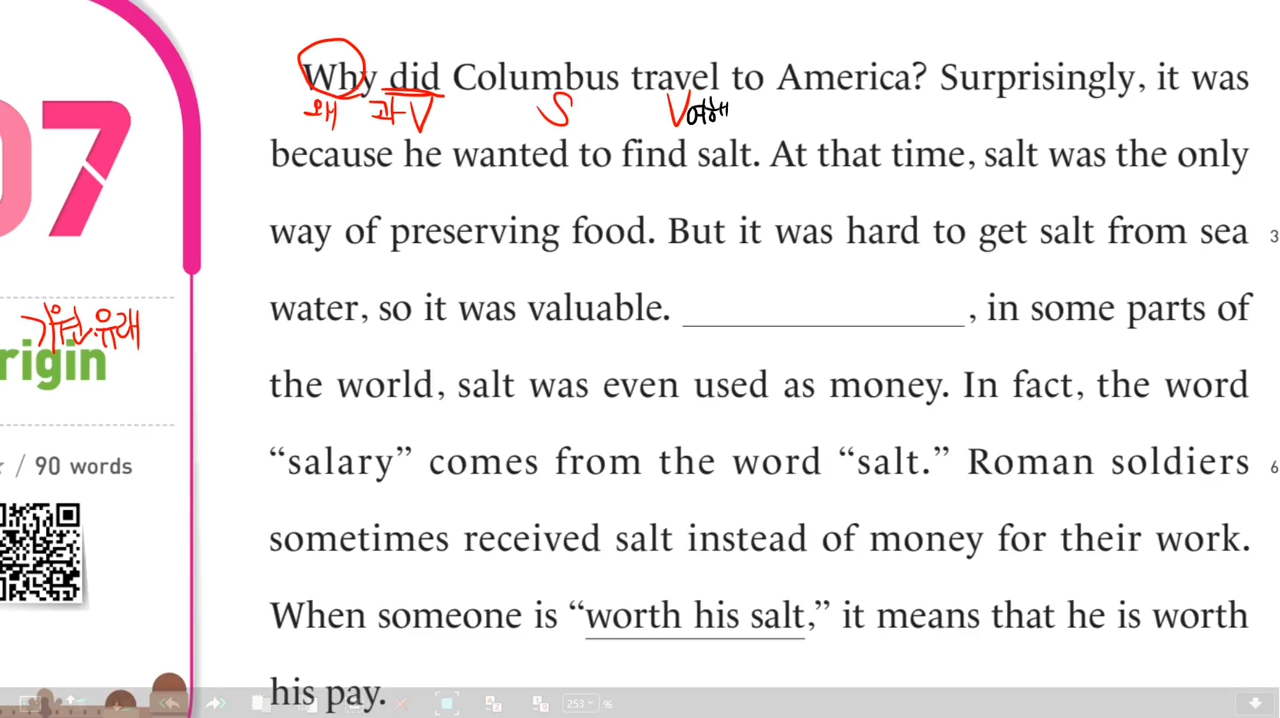 Why did Columbus travel to America? Surprisingly, it was
왜 과-V S V여행
because he wanted to find salt. At that time, salt was the only
07
way of preserving food. But it was hard to get salt from sea 3
water, so it was valuable. ____________, in some parts of
기원.유래
rigin
the world, salt was even used as money. In fact, the word
/ 90 words
“salary” comes from the word “salt.” Roman soldiers 6
sometimes received salt instead of money for their work.
When someone is “worth his salt,” it means that he is worth
his pay.
253 %